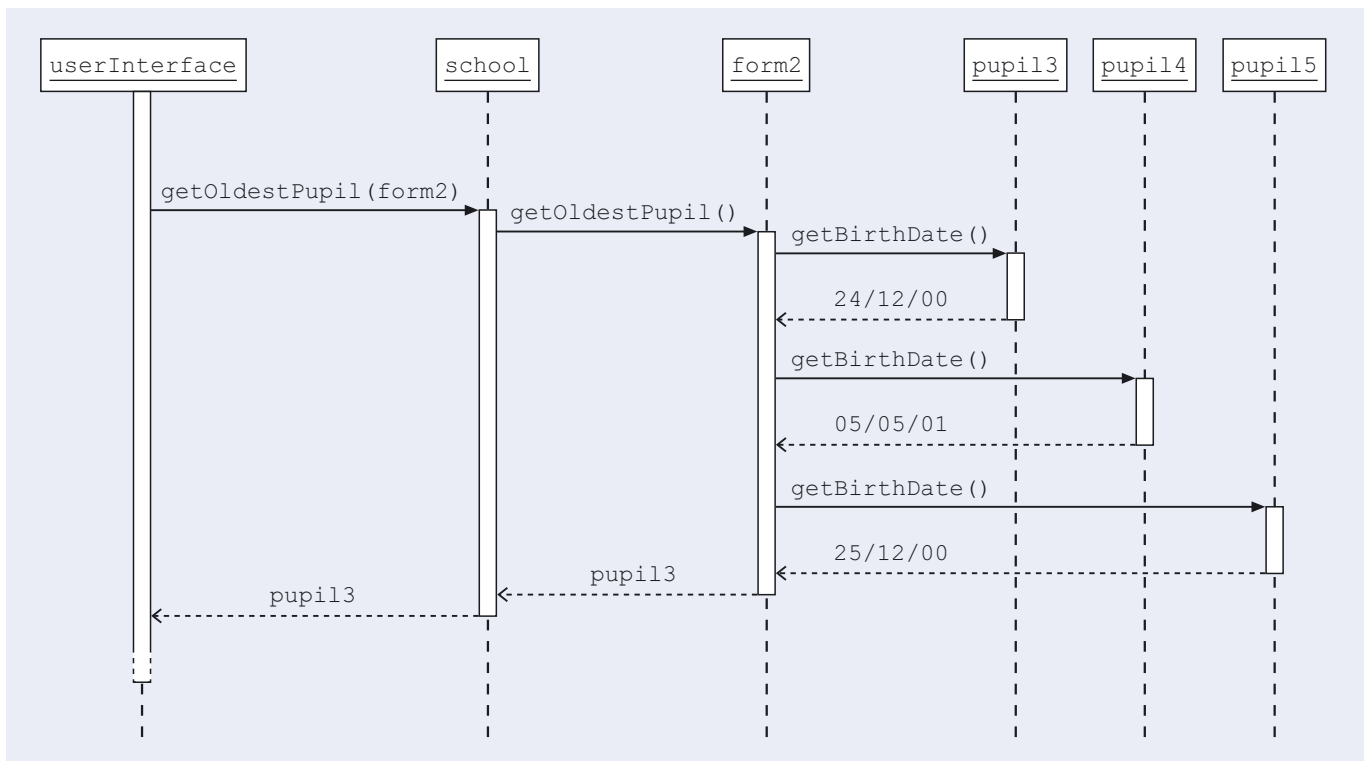 userInterface
school
form2
pupil3
pupil4
pupil5
getOldestPupil(form2)
getOldestPupil()
getBirthDate()
24/12/00
getBirthDate()
05/05/01
getBirthDate()
25/12/00
pupil3
pupil3